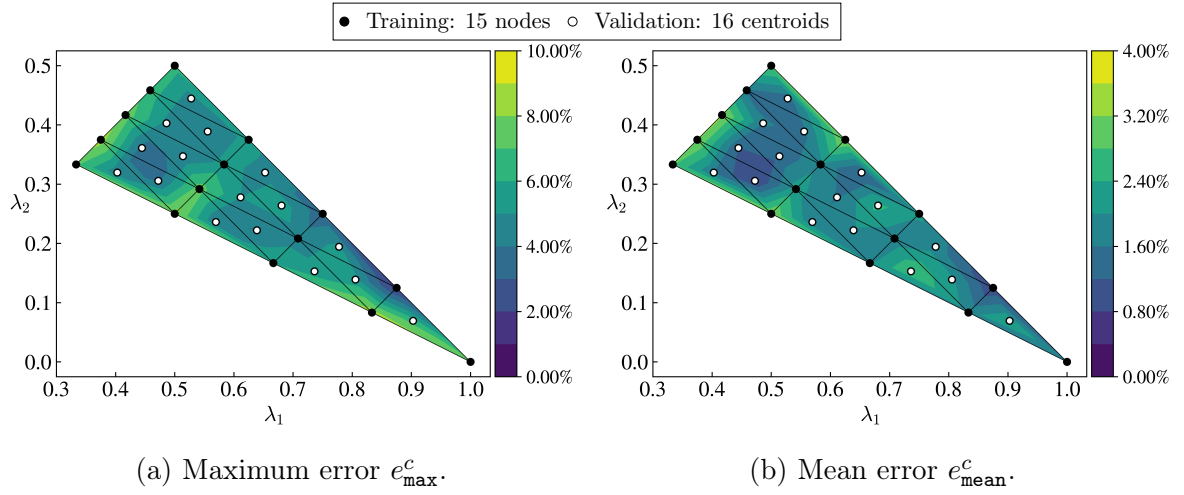 Training: 15 nodes Validation: 16 centroids
0.5
0.4
0.3
0.2
0.1
0.0
λ2
0.3 0.4 0.5 0.6 0.7 0.8 0.9 1.0
λ1
10.00%
8.00%
6.00%
4.00%
2.00%
0.00%
(a) Maximum error e^c_max.
0.5
0.4
0.3
0.2
0.1
0.0
λ2
0.3 0.4 0.5 0.6 0.7 0.8 0.9 1.0
λ1
4.00%
3.20%
2.40%
1.60%
0.80%
0.00%
(b) Mean error e^c_mean.